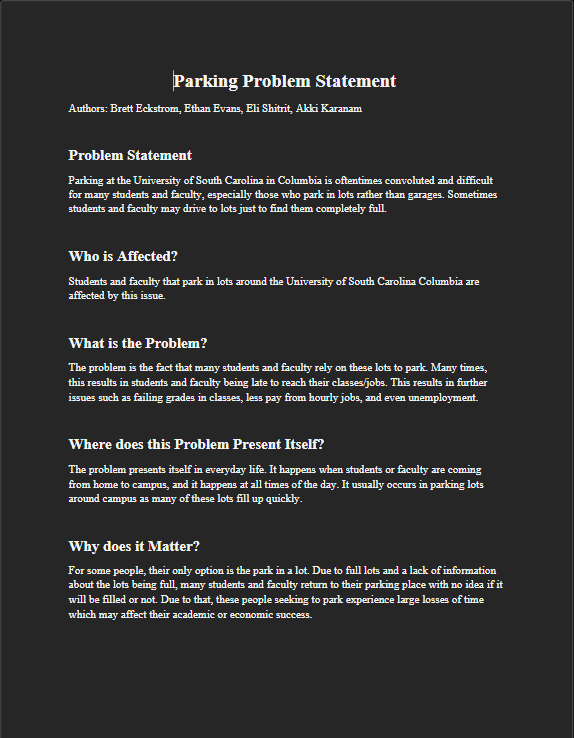 Parking Problem Statement
Authors: Brett Eckstrom, Ethan Evans, Eli Shitrit, Akki Karanam
Problem Statement
Parking at the University of South Carolina in Columbia is oftentimes convoluted and difficult
for many students and faculty, especially those who park in lots rather than garages. Sometimes
students and faculty may drive to lots just to find them completely full.
Who is Affected?
Students and faculty that park in lots around the University of South Carolina Columbia are
affected by this issue.
What is the Problem?
The problem is the fact that many students and faculty rely on these lots to park. Many times,
this results in students and faculty being late to reach their classes/jobs. This results in further
issues such as failing grades in classes, less pay from hourly jobs, and even unemployment.
Where does this Problem Present Itself?
The problem presents itself in everyday life. It happens when students or faculty are coming
from home to campus, and it happens at all times of the day. It usually occurs in parking lots
around campus as many of these lots fill up quickly.
Why does it Matter?
For some people, their only option is the park in a lot. Due to full lots and a lack of information
about the lots being full, many students and faculty return to their parking place with no idea if it
will be filled or not. Due to that, these people seeking to park experience large losses of time
which may affect their academic or economic success.